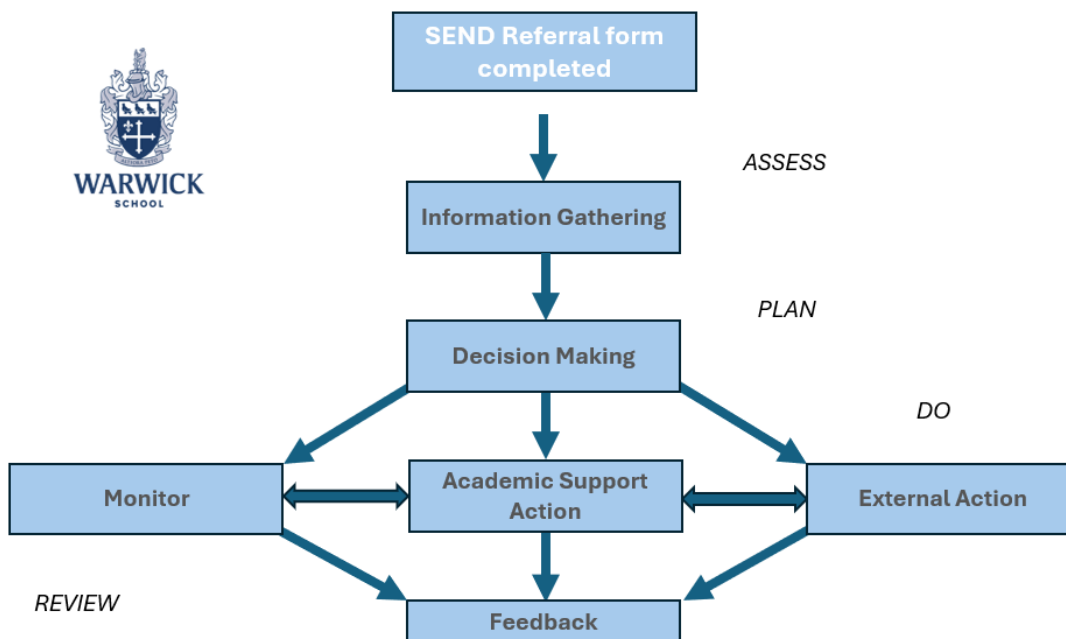 SEND Referral form
completed
WARWICK
SCHOOL
ASSESS
Information Gathering
PLAN
Decision Making
DO
Monitor
Academic Support
Action
External Action
REVIEW
Feedback